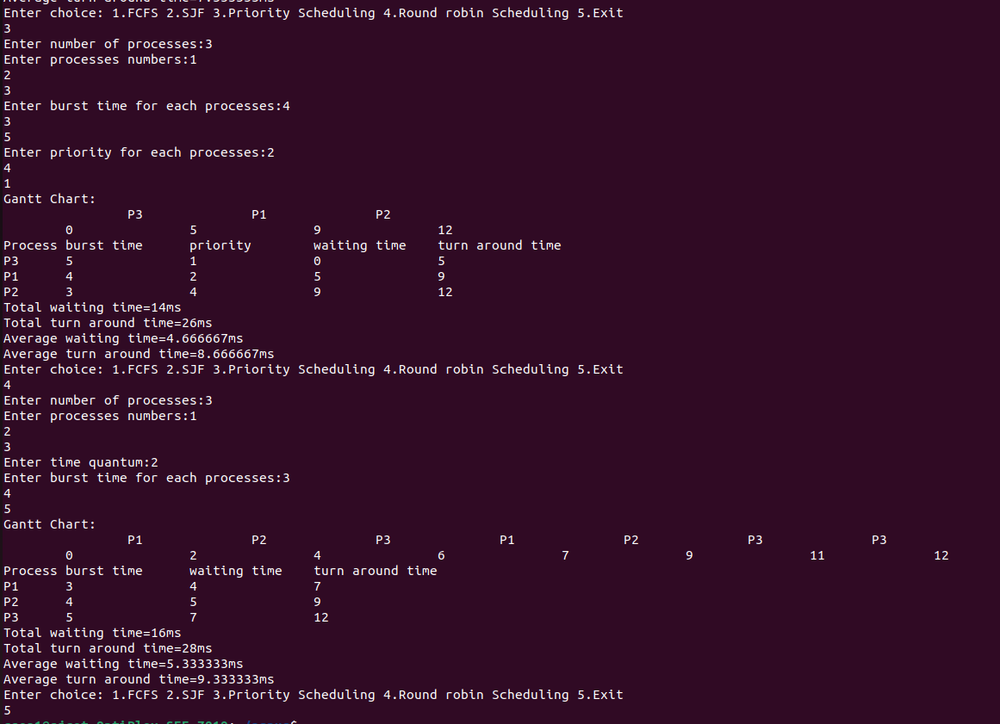 Average turn around time=7.333333ms
Enter choice: 1.FCFS 2.SJF 3.Priority Scheduling 4.Round robin Scheduling 5.Exit
3
Enter number of processes:3
Enter processes numbers:1
2
3
Enter burst time for each processes:4
3
5
Enter priority for each processes:2
4
1
Gantt Chart:
P3 P1 P2
0 5 9 12
Process burst time priority waiting time turn around time
P3 5 1 0 5
P1 4 2 5 9
P2 3 4 9 12
Total waiting time=14ms
Total turn around time=26ms
Average waiting time=4.666667ms
Average turn around time=8.666667ms
Enter choice: 1.FCFS 2.SJF 3.Priority Scheduling 4.Round robin Scheduling 5.Exit
4
Enter number of processes:3
Enter processes numbers:1
2
3
Enter time quantum:2
Enter burst time for each processes:3
4
5
Gantt Chart:
P1 P2 P3 P1 P2 P3 P3
0 2 4 6 7 9 11 12
Process burst time waiting time turn around time
P1 3 4 7
P2 4 5 9
P3 5 7 12
Total waiting time=16ms
Total turn around time=28ms
Average waiting time=5.333333ms
Average turn around time=9.333333ms
Enter choice: 1.FCFS 2.SJF 3.Priority Scheduling 4.Round robin Scheduling 5.Exit
5